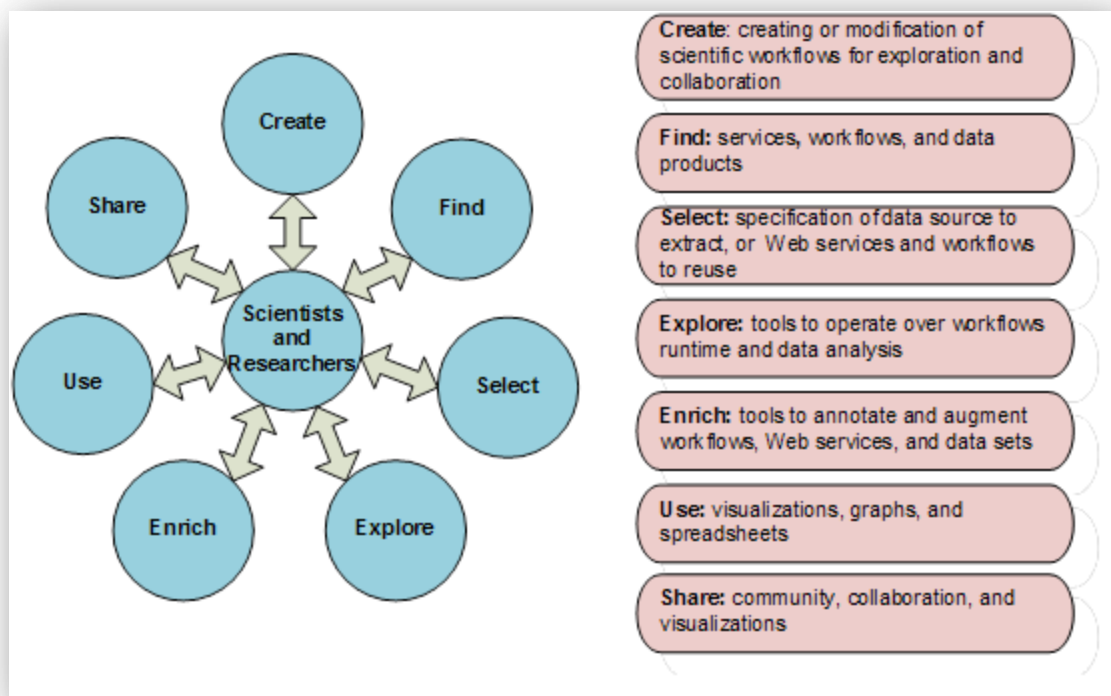 Create
Find
Select
Explore
Enrich
Use
Share
Scientists
and
Researchers
Create: creating or modification of
scientific workflows for exploration and
collaboration
Find: services, workflows, and data
products
Select: specification of data source to
extract, or Web services and workflows
to reuse
Explore: tools to operate over workflows
runtime and data analysis
Enrich: tools to annotate and augment
workflows, Web services, and data sets
Use: visualizations, graphs, and
spreadsheets
Share: community, collaboration, and
visualizations